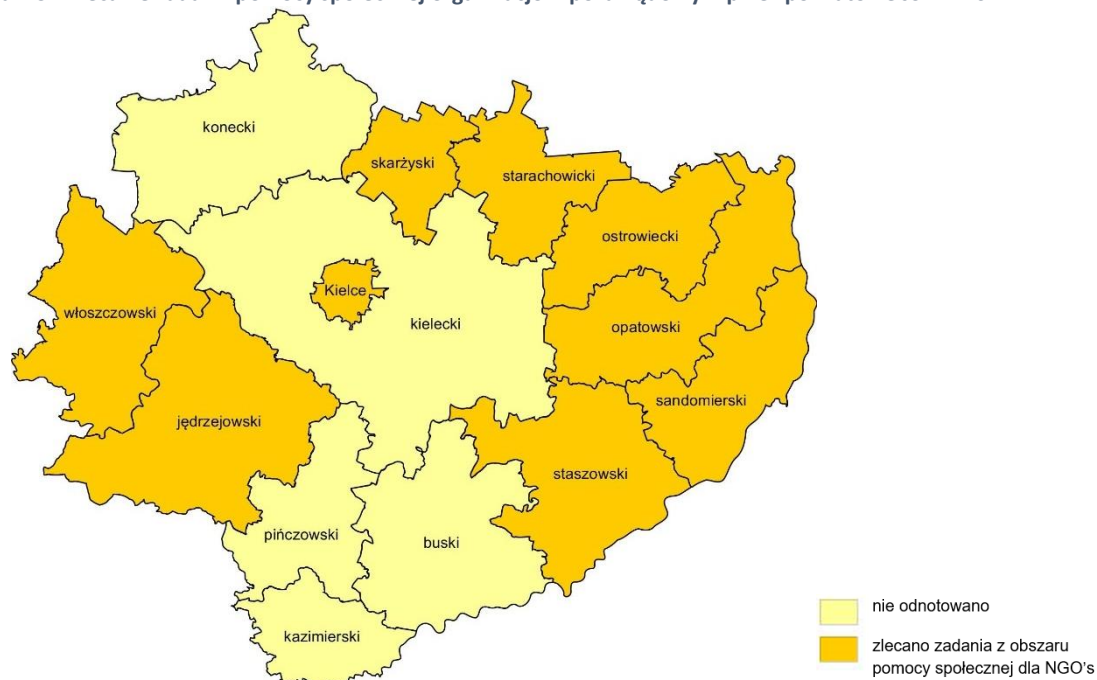 konecki
skarżyski
starachowicki
ostrowiecki
Kielce
włoszczowski
kielecki
opatowski
sandomierski
jędrzejowski
staszowski
pińczowski
buski
kazimierski
nie odnotowano
zlecano zadania z obszaru
pomocy społecznej dla NGO's